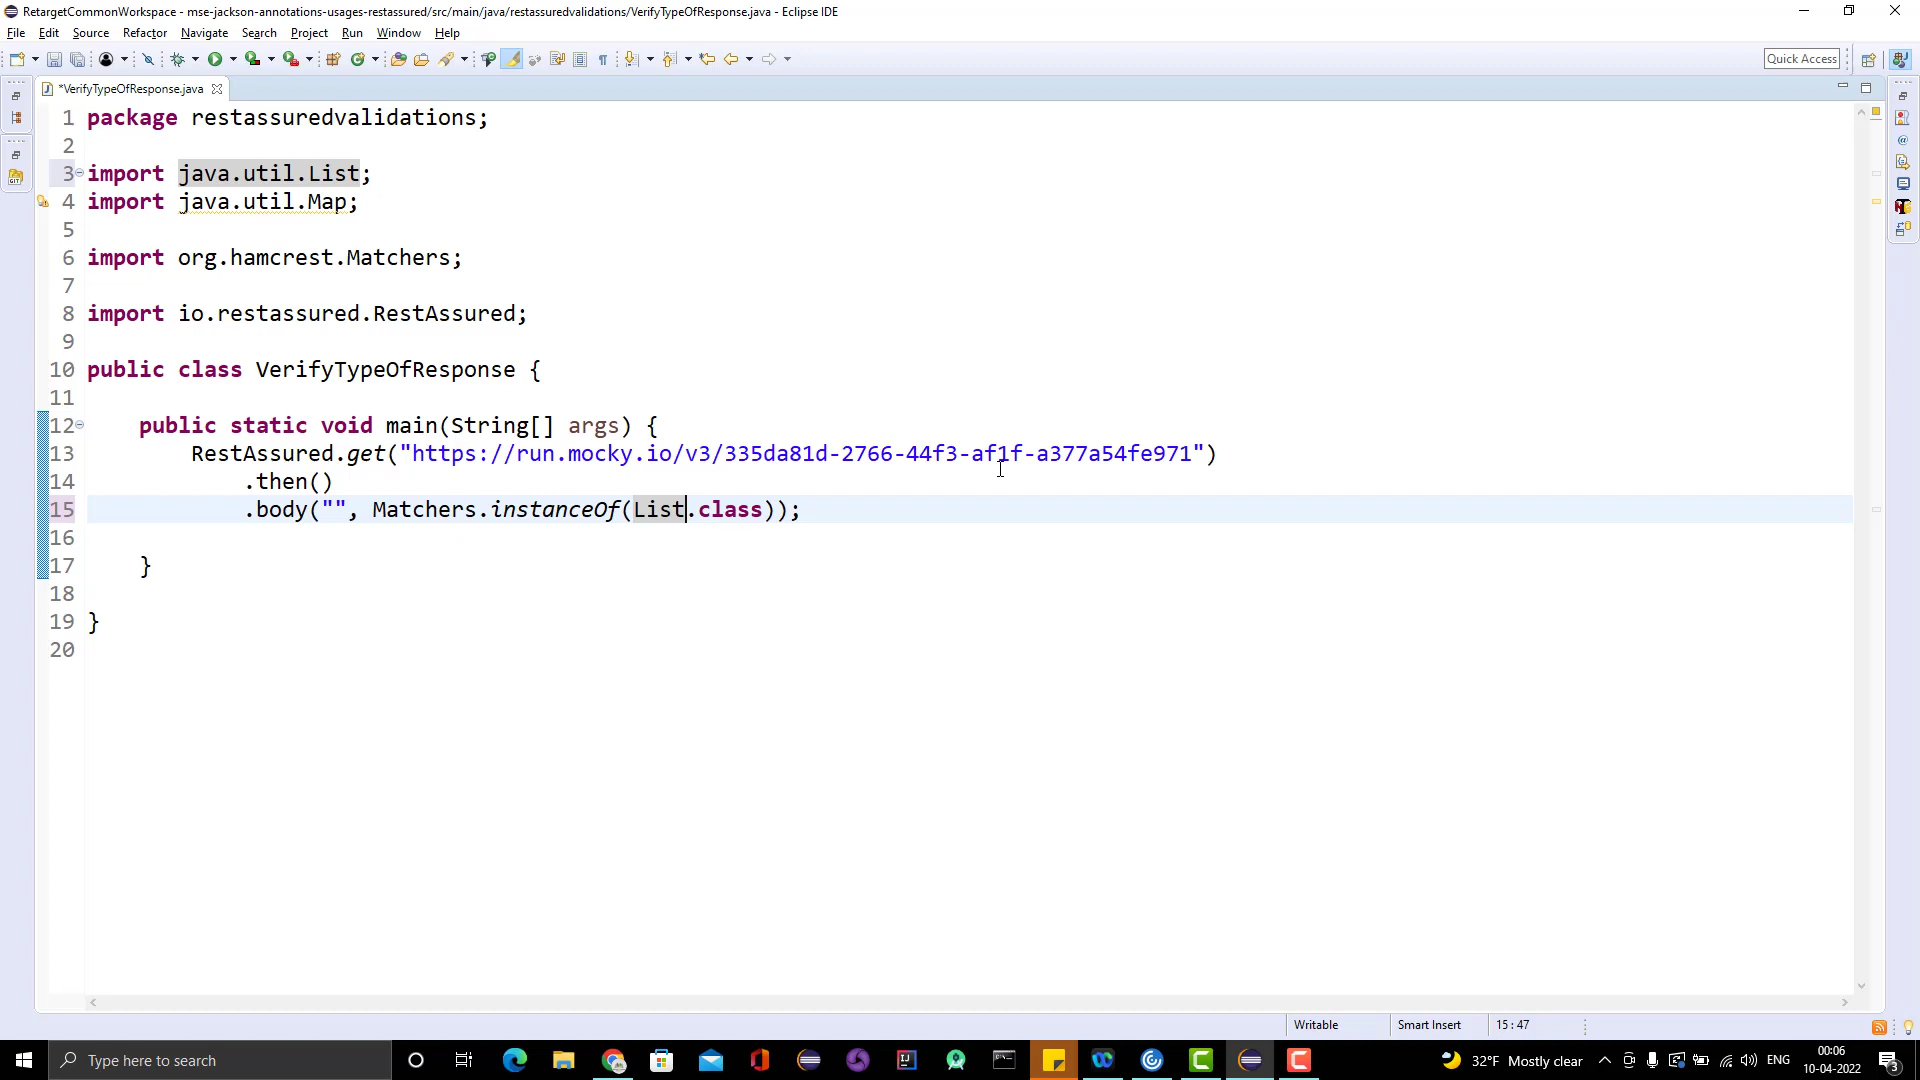 RetargetCommonWorkspace - mse-jackson-annotations-usages-restassured/src/main/java/restassuredvalidations/VerifyTypeOfResponse.java - Eclipse IDE
File Edit Source Refactor Navigate Search Project Run Window Help
Quick Access
*VerifyTypeOfResponse.java
1 package restassuredvalidations;
2
3 import java.util.List;
4 import java.util.Map;
5
6 import org.hamcrest.Matchers;
7
8 import io.restassured.RestAssured;
9
10 public class VerifyTypeOfResponse {
11
12 public static void main(String[] args) {
13 RestAssured.get("https://run.mocky.io/v3/335da81d-2766-44f3-af1f-a377a54fe971")
14 .then()
15 .body("", Matchers.instanceOf(List.class));
16
17 }
18
19 }
20
Writable Smart Insert 15 : 47
Type here to search
32°F Mostly clear ENG 00:06
10-04-2022 3